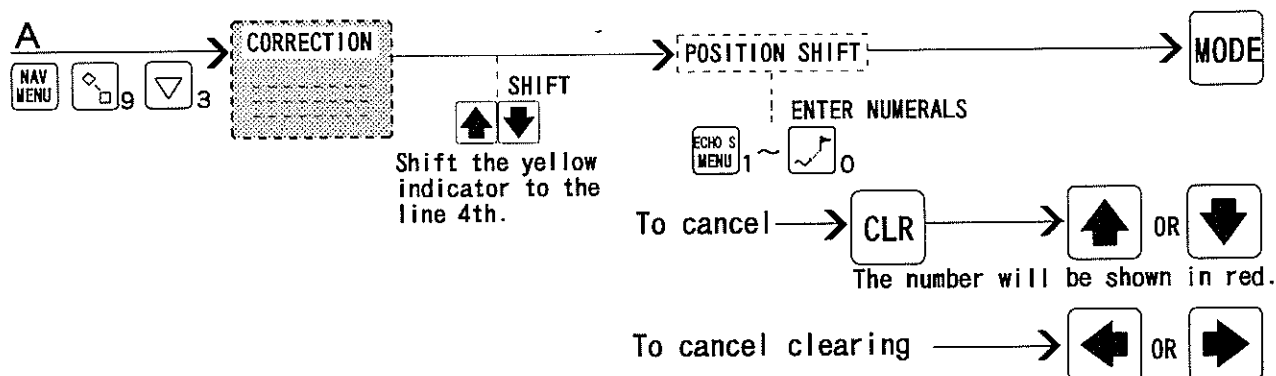 A
CORRECTION
POSITION SHIFT
MODE
NAV
MENU
9
3
SHIFT
ENTER NUMERALS
ECHO S
MENU 1 ~ 0
Shift the yellow
indicator to the
line 4th.
To cancel
CLR
OR
The number will be shown in red.
To cancel clearing
OR